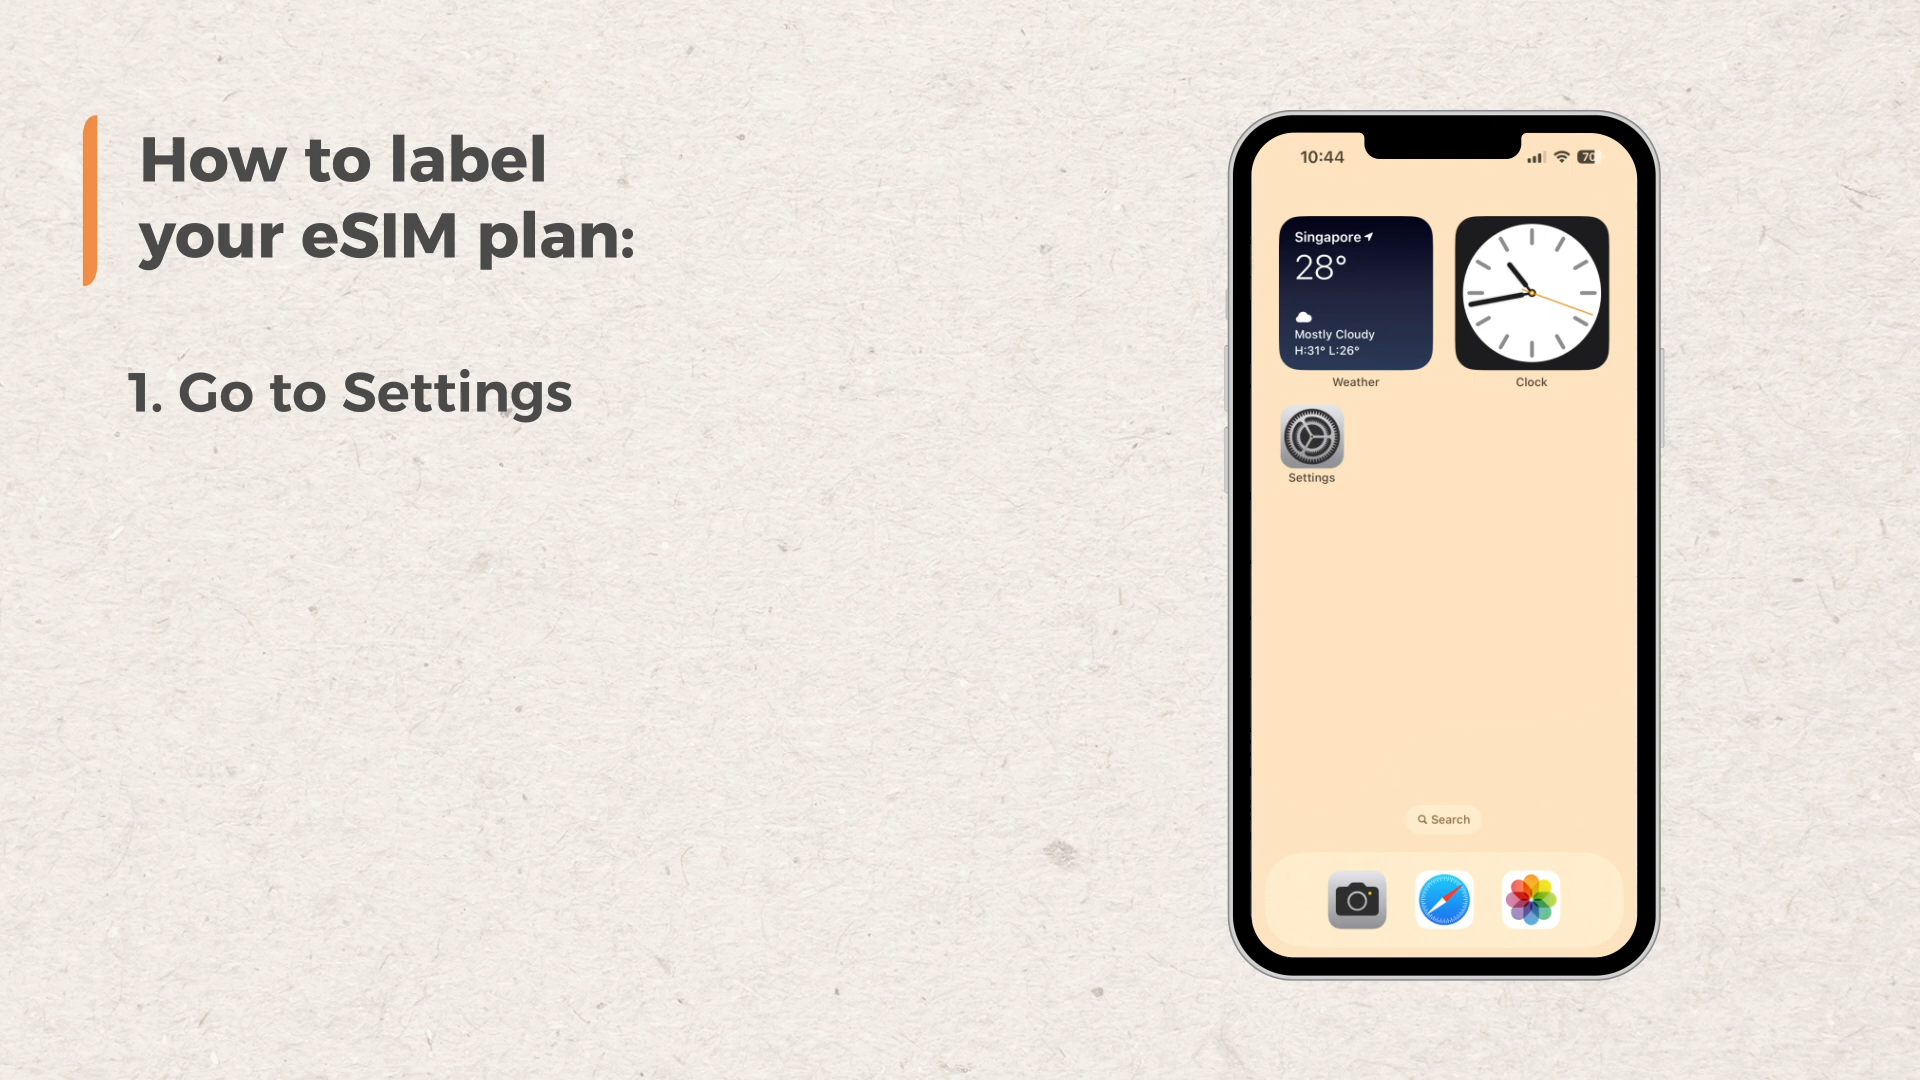 How to label
your eSIM plan:
1. Go to Settings
10:44
70
Singapore
28°
Mostly Cloudy
H:31° L:26°
Weather
Clock
Settings
Search